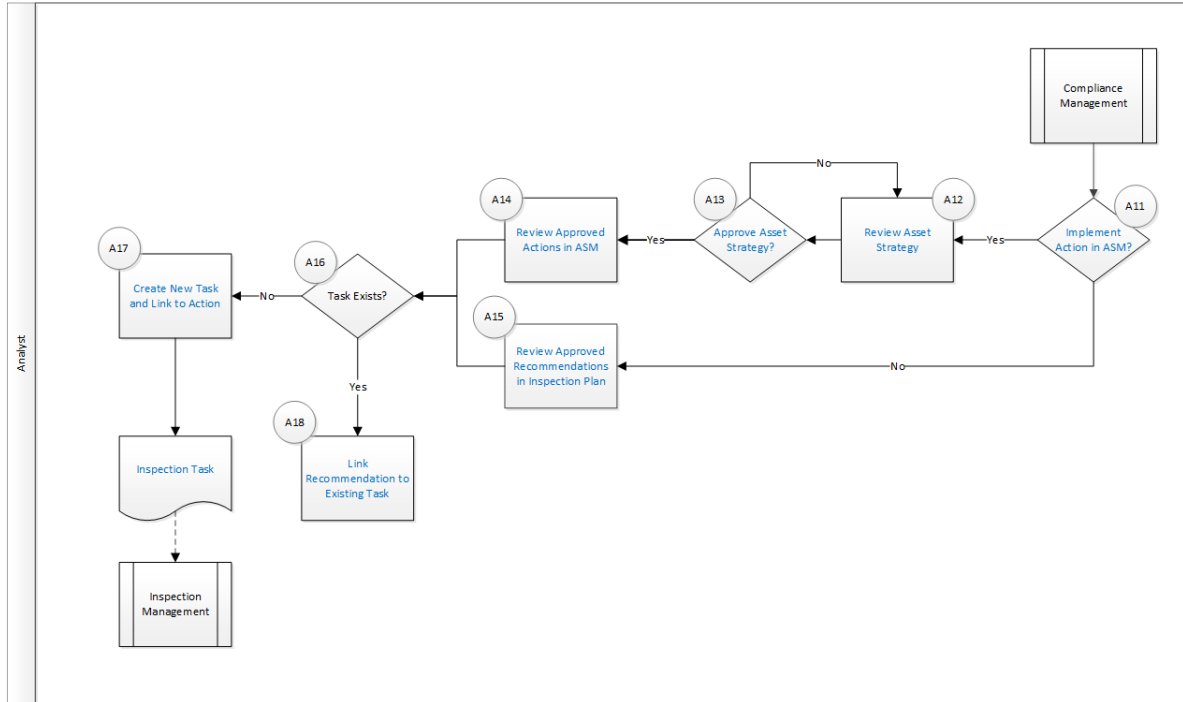 Compliance
Management
No
A14
A13
A12
A11
Review Approved
Actions in ASM
Yes
Approve Asset
Strategy?
Review Asset
Strategy
Yes
Implement
Action in ASM?
A17
A16
Create New Task
and Link to Action
No
Task Exists?
A15
Review Approved
Recommendations
in Inspection Plan
No
Analyst
Yes
A18
Inspection Task
Link
Recommendation to
Existing Task
Inspection
Management